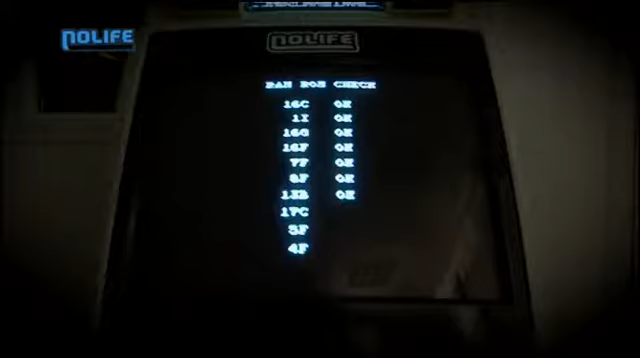 NOLIFE
NOLIFE
RAM ROM CHECK
16C OK
1I OK
16G OK
16F OK
7F OK
8F OK
13B OK
17C
5F
4F